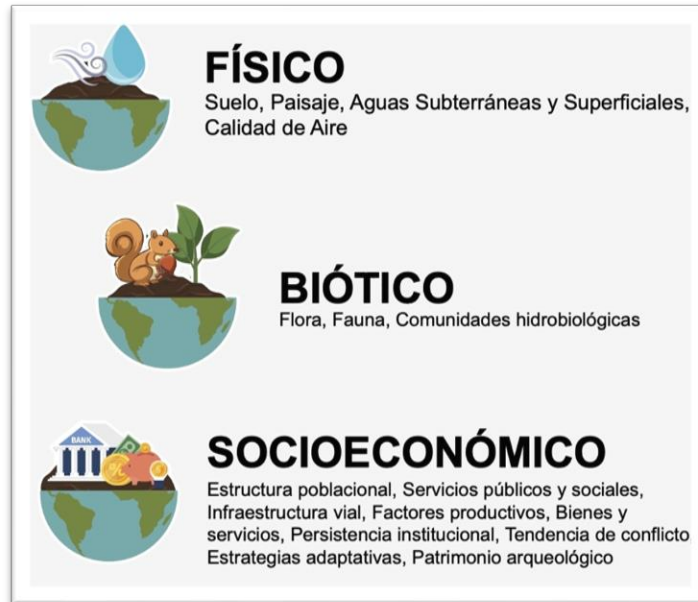 FÍSICO
Suelo, Paisaje, Aguas Subterráneas y Superficiales,
Calidad de Aire
BIÓTICO
Flora, Fauna, Comunidades hidrobiológicas
BANK
SOCIOECONÓMICO
Estructura poblacional, Servicios públicos y sociales,
Infraestructura vial, Factores productivos, Bienes y
servicios, Persistencia institucional, Tendencia de conflicto
Estrategias adaptativas, Patrimonio arqueológico